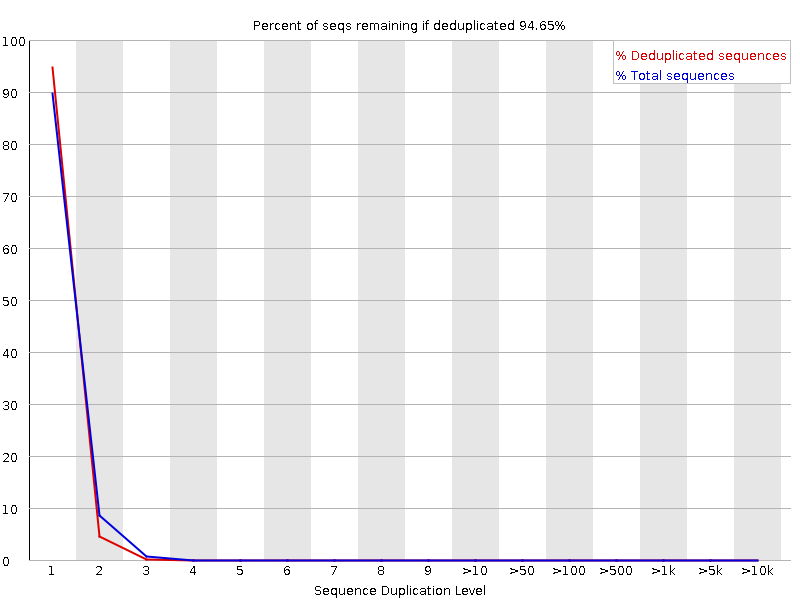 Percent of seqs remaining if deduplicated 94.65%
% Deduplicated sequences
% Total sequences
100
90
80
70
60
50
40
30
20
10
0
1 2 3 4 5 6 7 8 9 >10 >50 >100 >500 >1k >5k >10k
Sequence Duplication Level